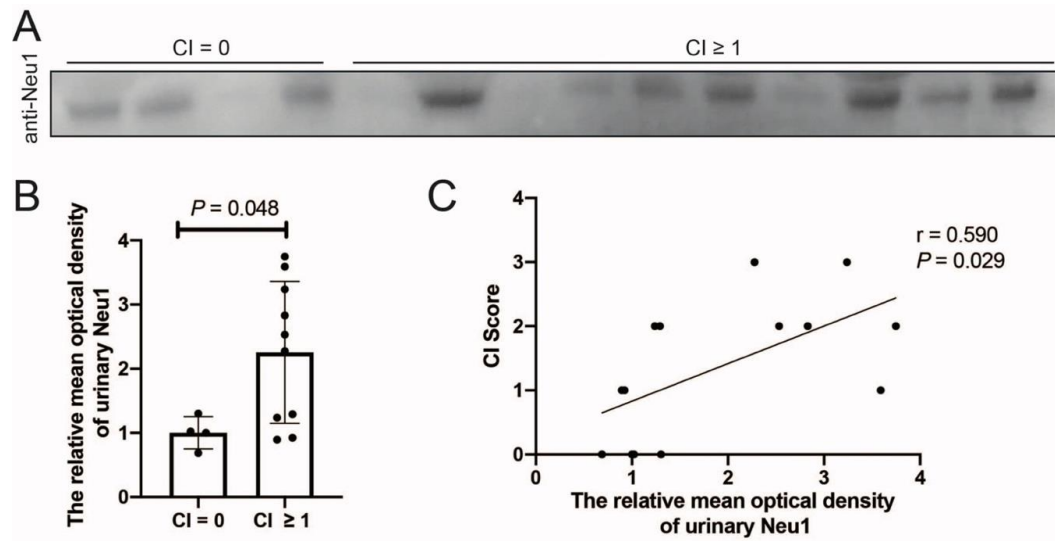 A
CI = 0
CI ≥ 1
anti-Neu1
B
The relative mean optical density
of urinary Neu1
P = 0.048
4
3
2
1
0
CI = 0
CI ≥ 1
C
CI Score
4
3
2
1
0
r = 0.590
P = 0.029
0
1
2
3
4
The relative mean optical density
of urinary Neu1